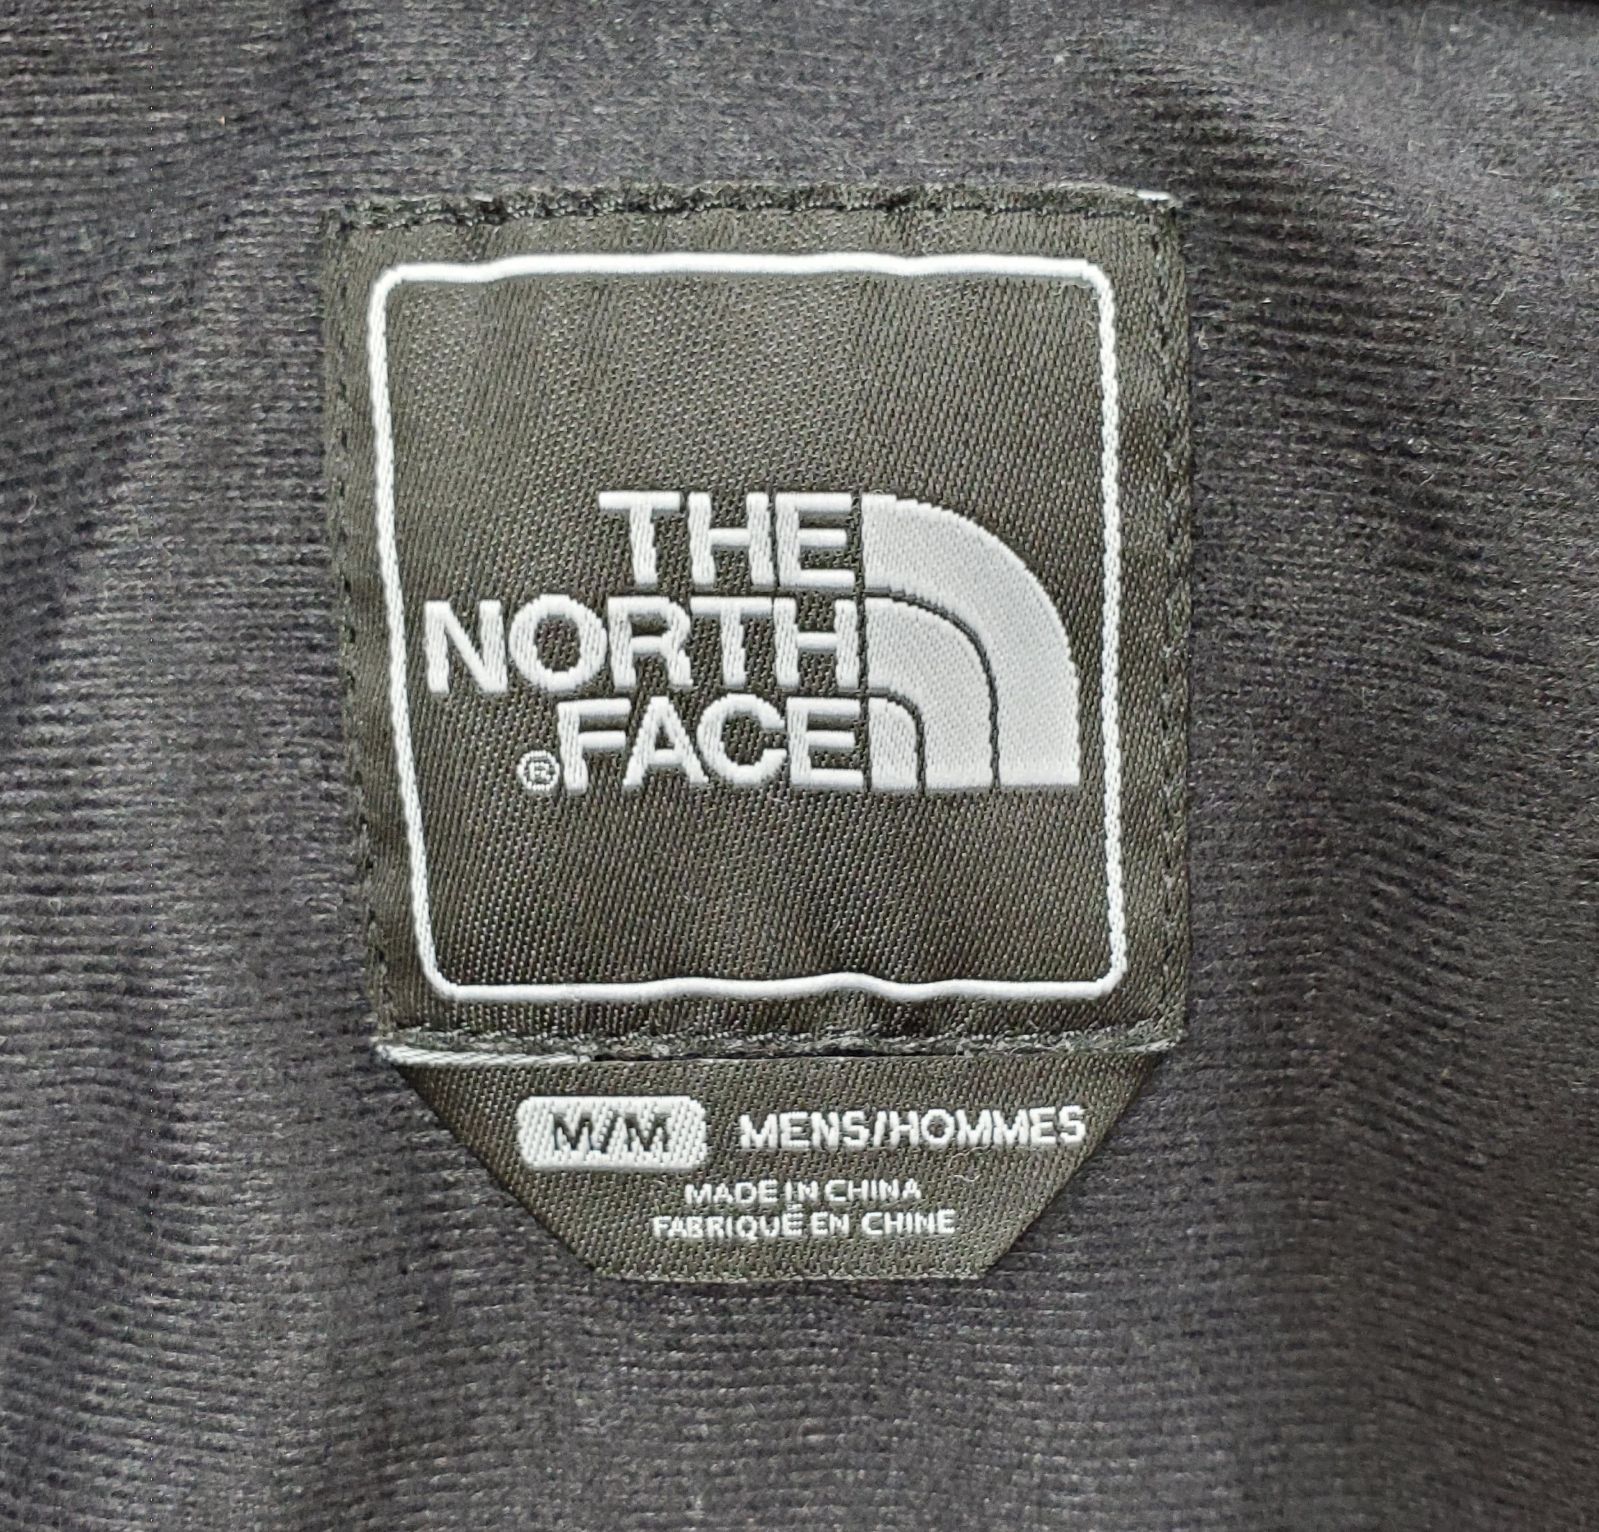 THE
NORTH
®FACE
M/M MENS/HOMMES
MADE IN CHINA
FABRIQUÉ EN CHINE